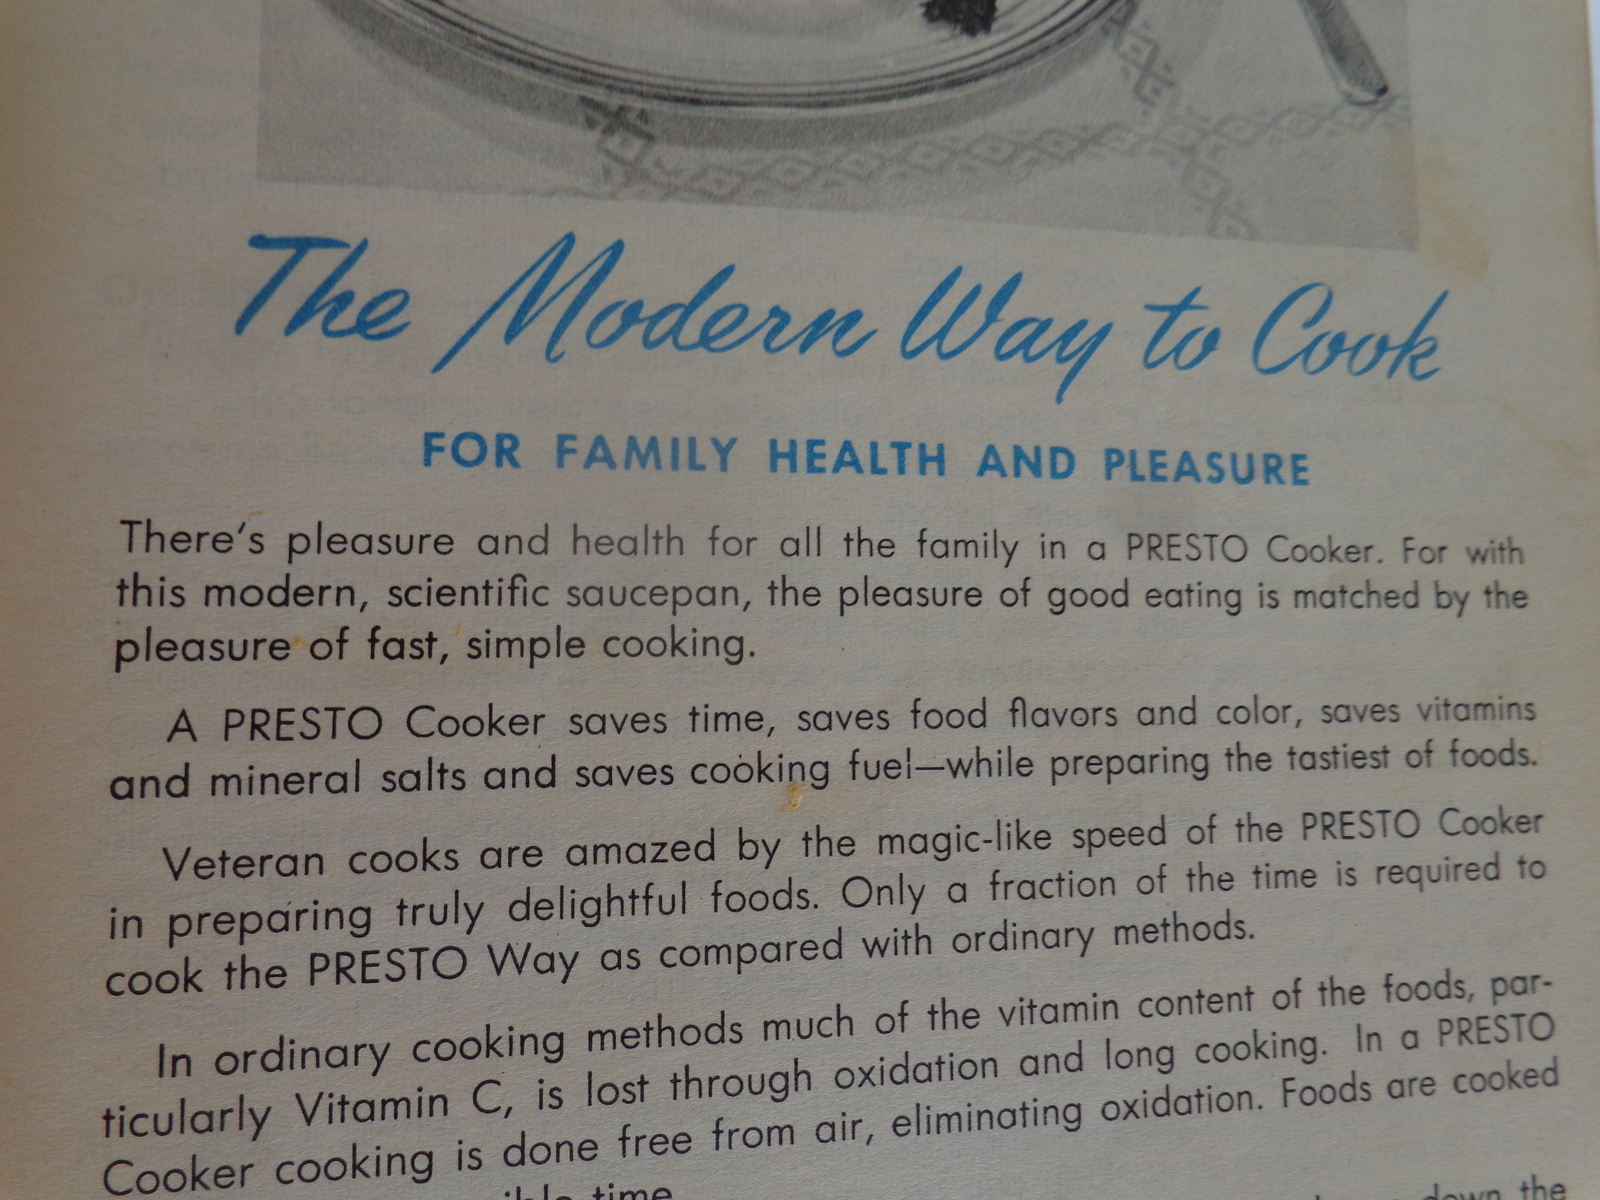 The Modern Way to Cook
FOR FAMILY HEALTH AND PLEASURE
There's pleasure and health for all the family in a PRESTO Cooker. For with
this modern, scientific saucepan, the pleasure of good eating is matched by the
pleasure of fast, simple cooking.
A PRESTO Cooker saves time, saves food flavors and color, saves vitamins
and mineral salts and saves cooking fuel—while preparing the tastiest of foods.
Veteran cooks are amazed by the magic-like speed of the PRESTO Cooker
in preparing truly delightful foods. Only a fraction of the time is required to
cook the PRESTO Way as compared with ordinary methods.
In ordinary cooking methods much of the vitamin content of the foods, par-
ticularly Vitamin C, is lost through oxidation and long cooking. In a PRESTO
Cooker cooking is done free from air, eliminating oxidation. Foods are cooked
time
down the